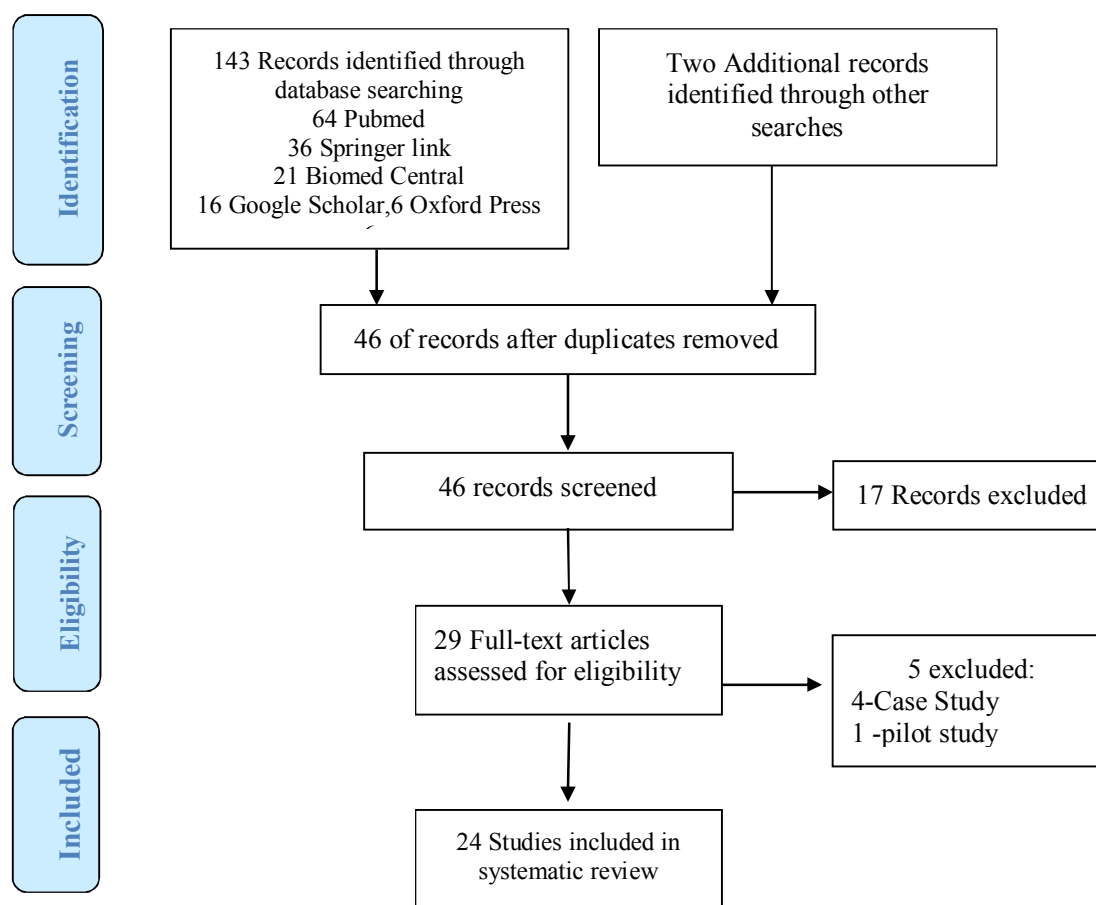 Identification
143 Records identified through
database searching
64 Pubmed
36 Springer link
21 Biomed Central
16 Google Scholar,6 Oxford Press
Two Additional records
identified through other
searches
Screening
46 of records after duplicates removed
46 records screened
17 Records excluded
Eligibility
29 Full-text articles
assessed for eligibility
5 excluded:
4-Case Study
1 -pilot study
Included
24 Studies included in
systematic review